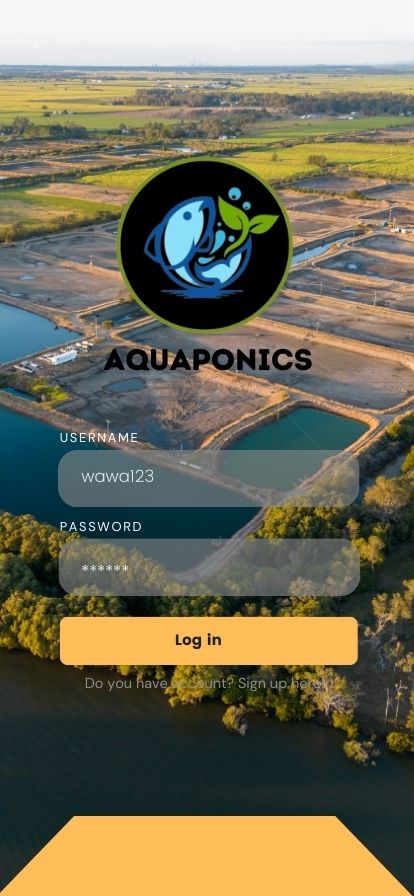 AQUAPONICS
USERNAME
wawa123
PASSWORD
******
Log in
Do you have account? Sign up here!